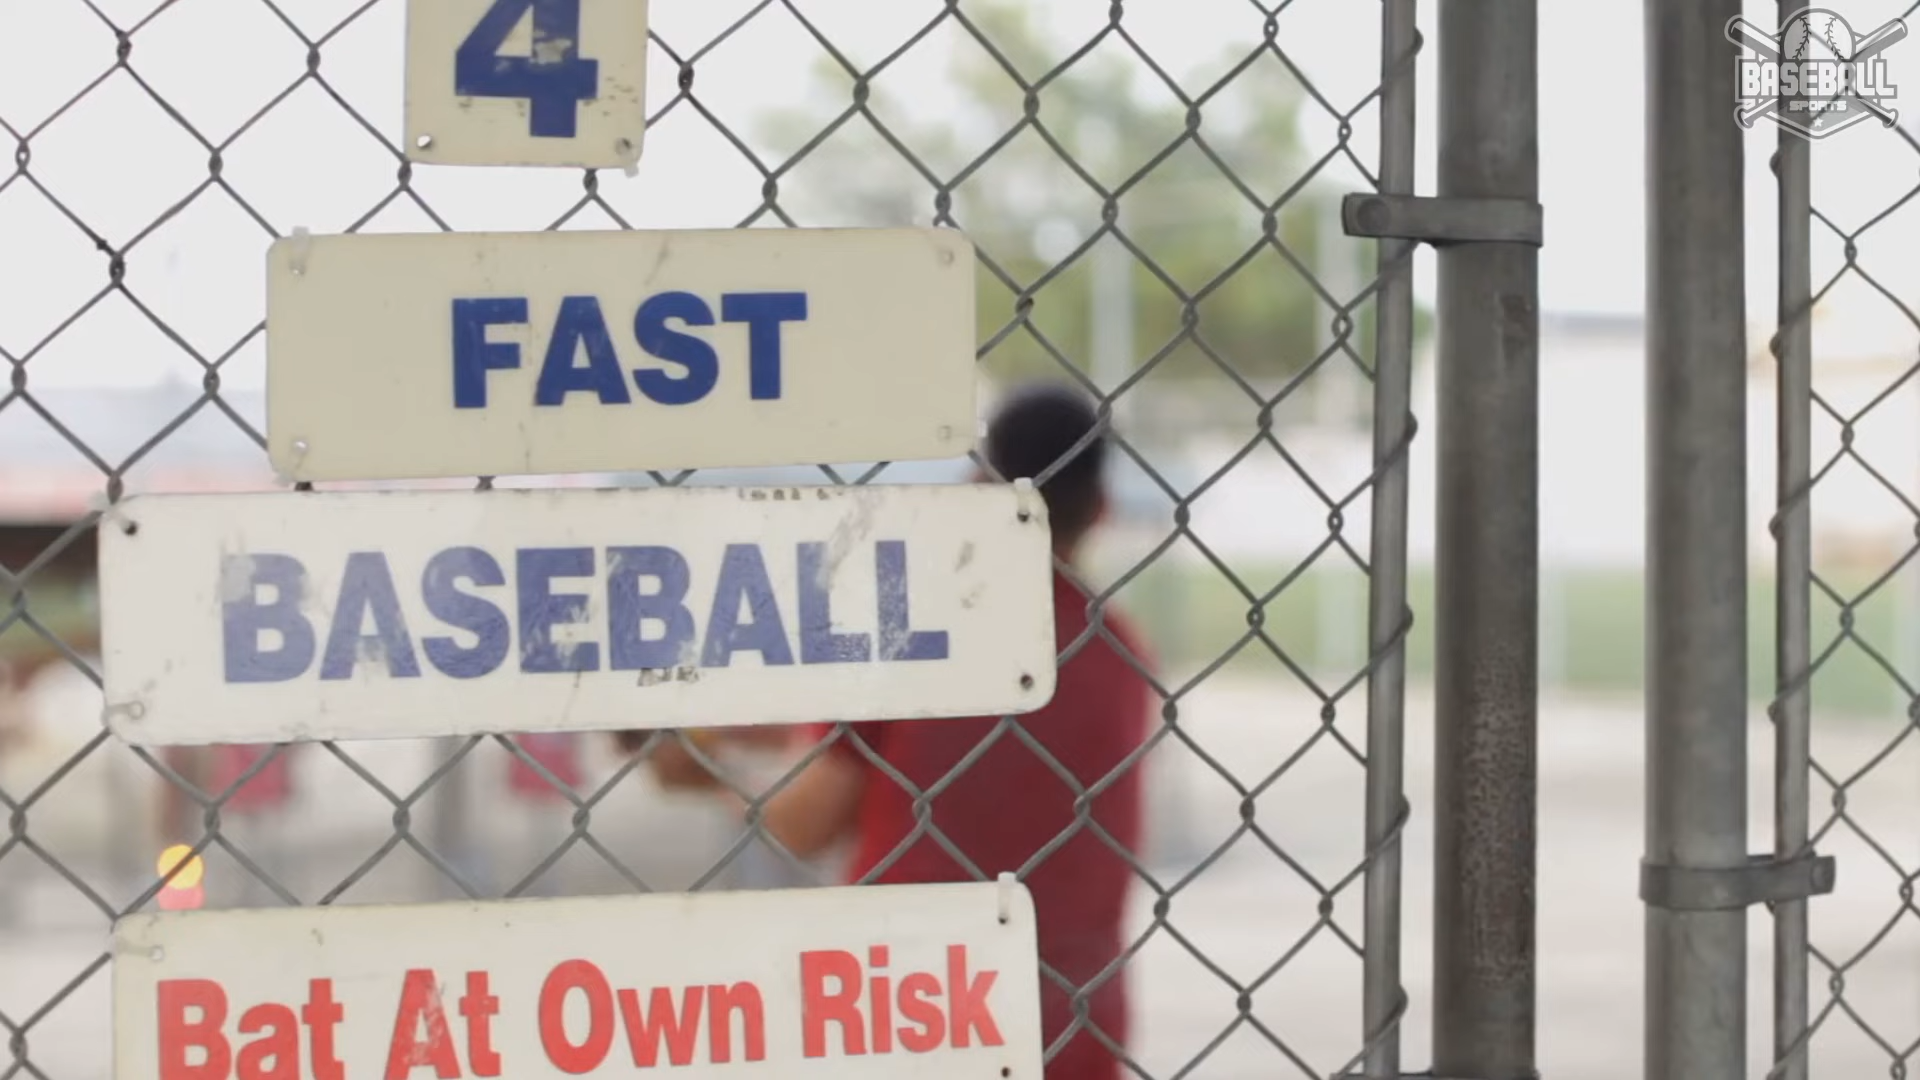 4
FAST
BASEBALL
Bat At Own Risk
BASEBALL
SPORTS